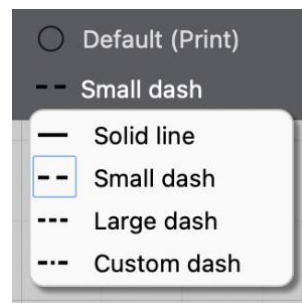 Default (Print)
Small dash
Solid line
Small dash
Large dash
Custom dash